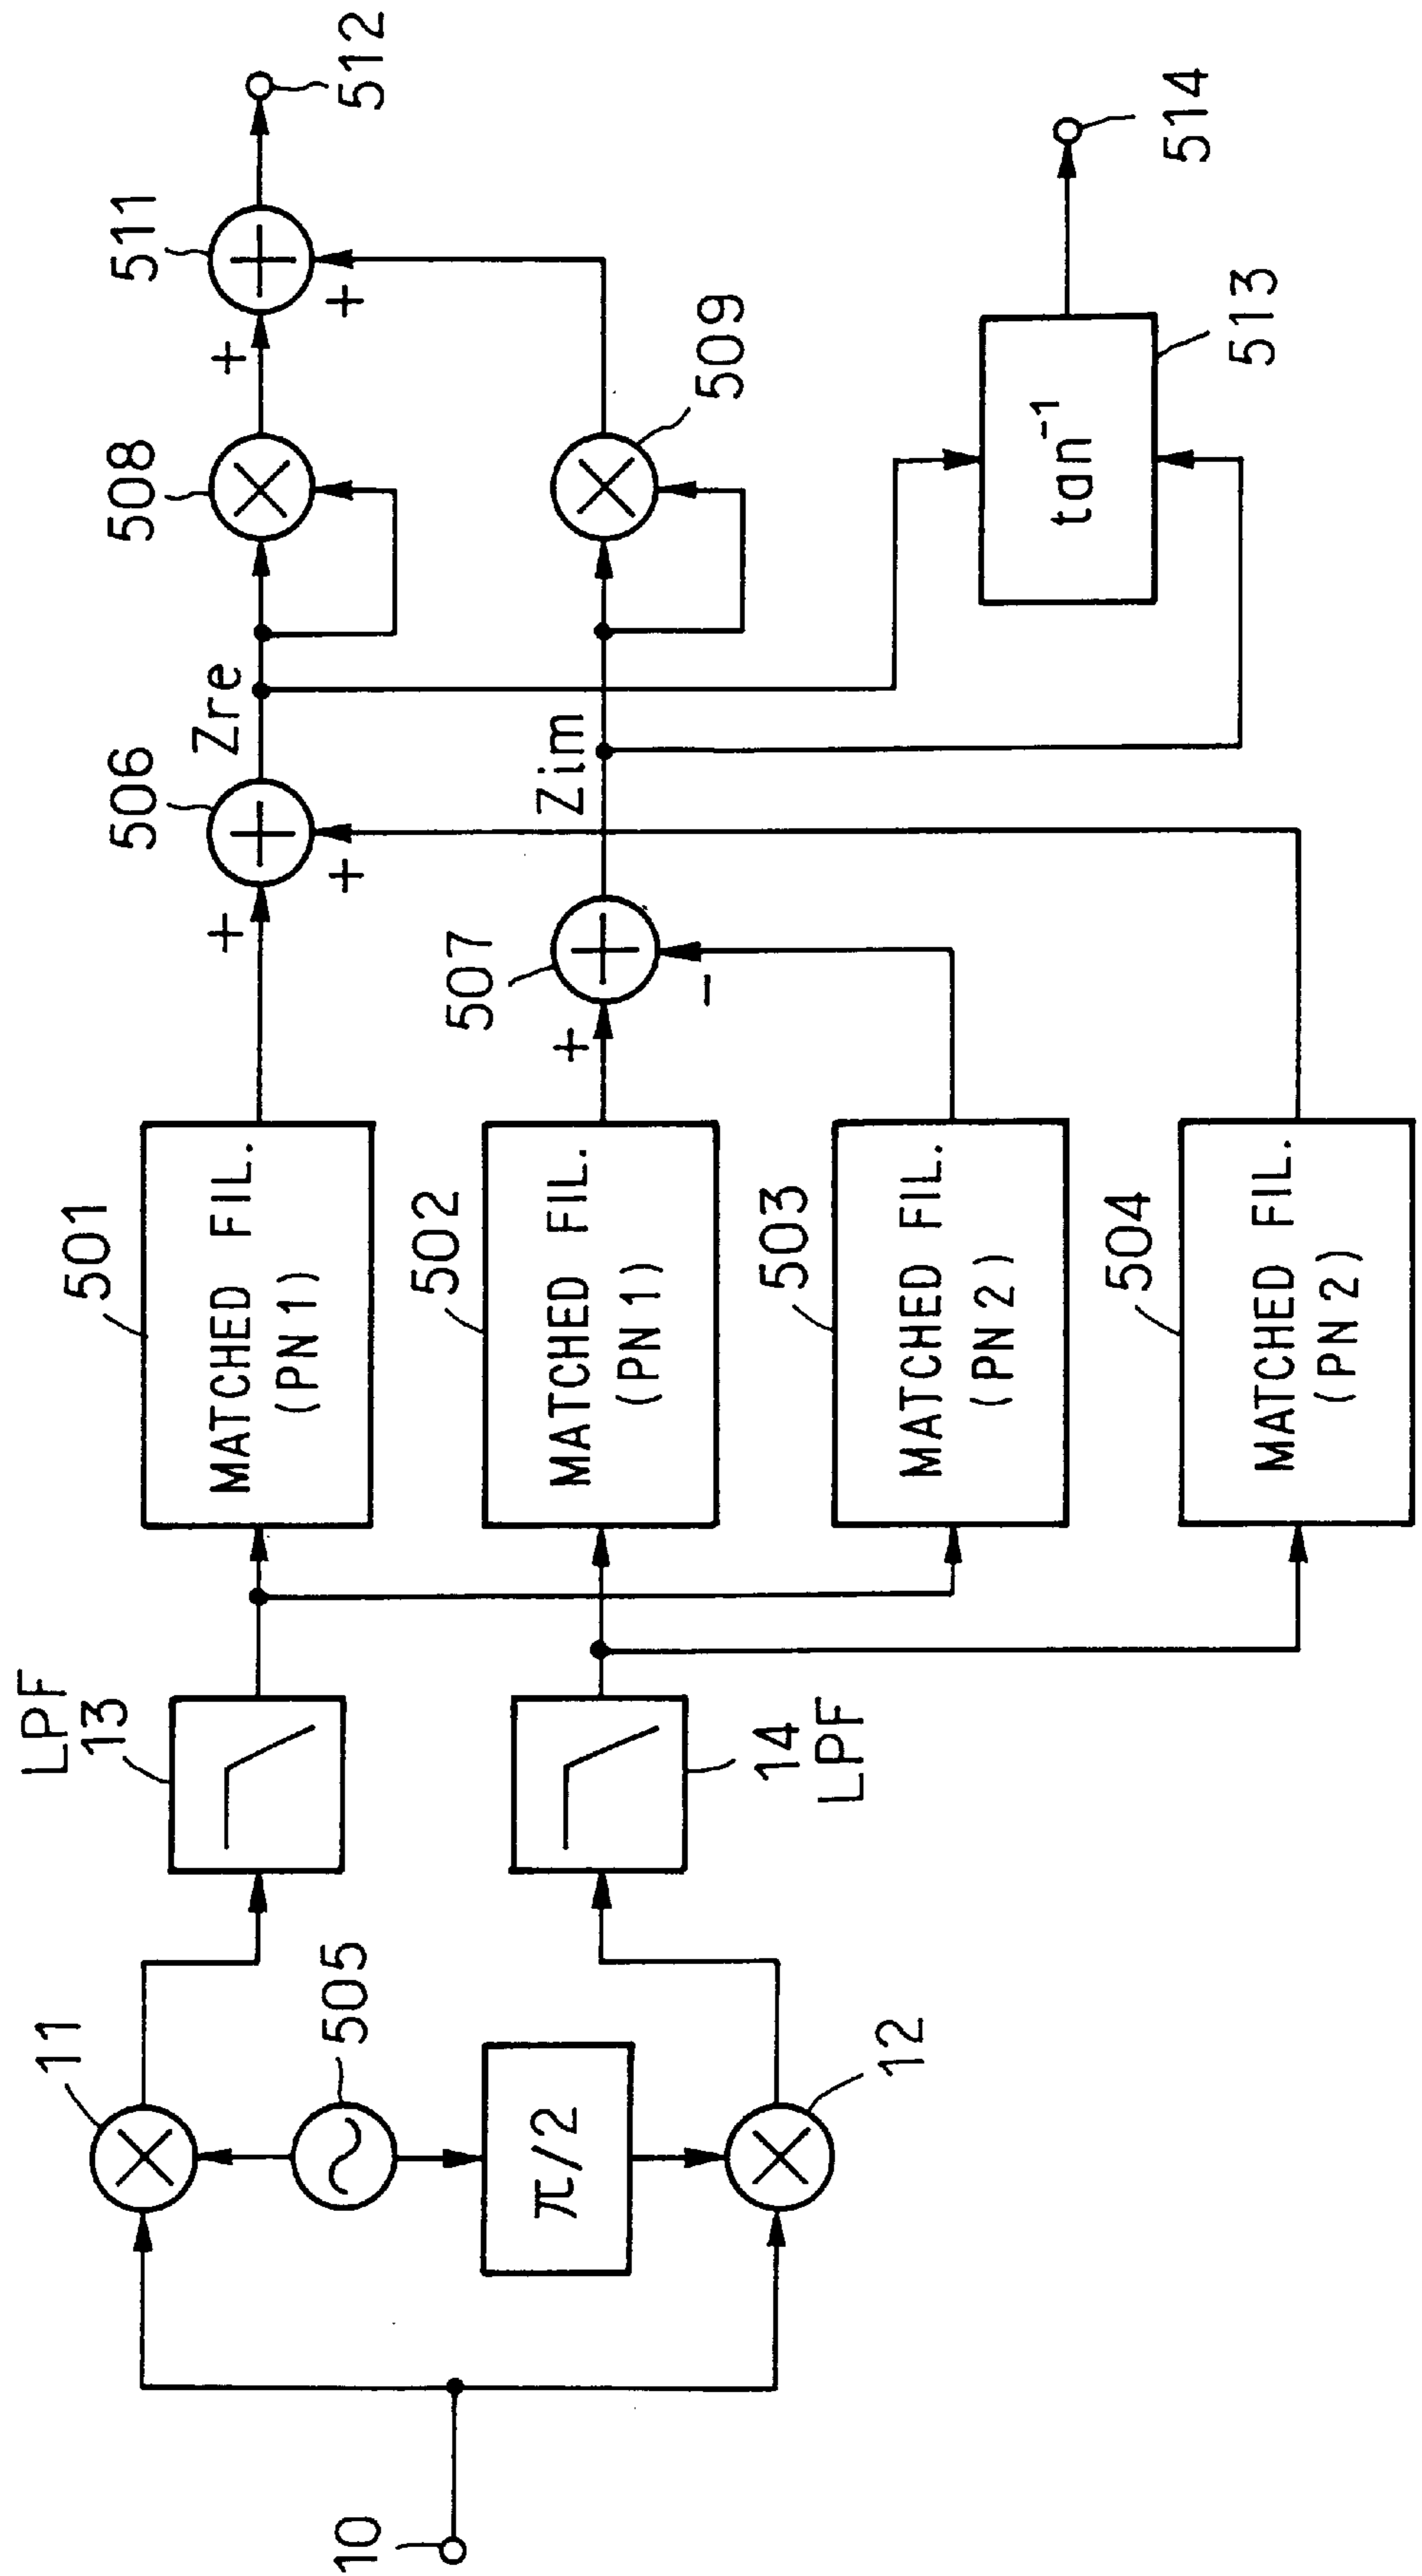 10
11
505
π/2
12
LPF
13
14
LPF
501
MATCHED FIL.
(PN1)
502
MATCHED FIL.
(PN1)
503
MATCHED FIL.
(PN2)
504
MATCHED FIL.
(PN2)
+
506
+
Zre
+
507
-
Zim
508
+
509
511
+
512
tan⁻¹
513
514